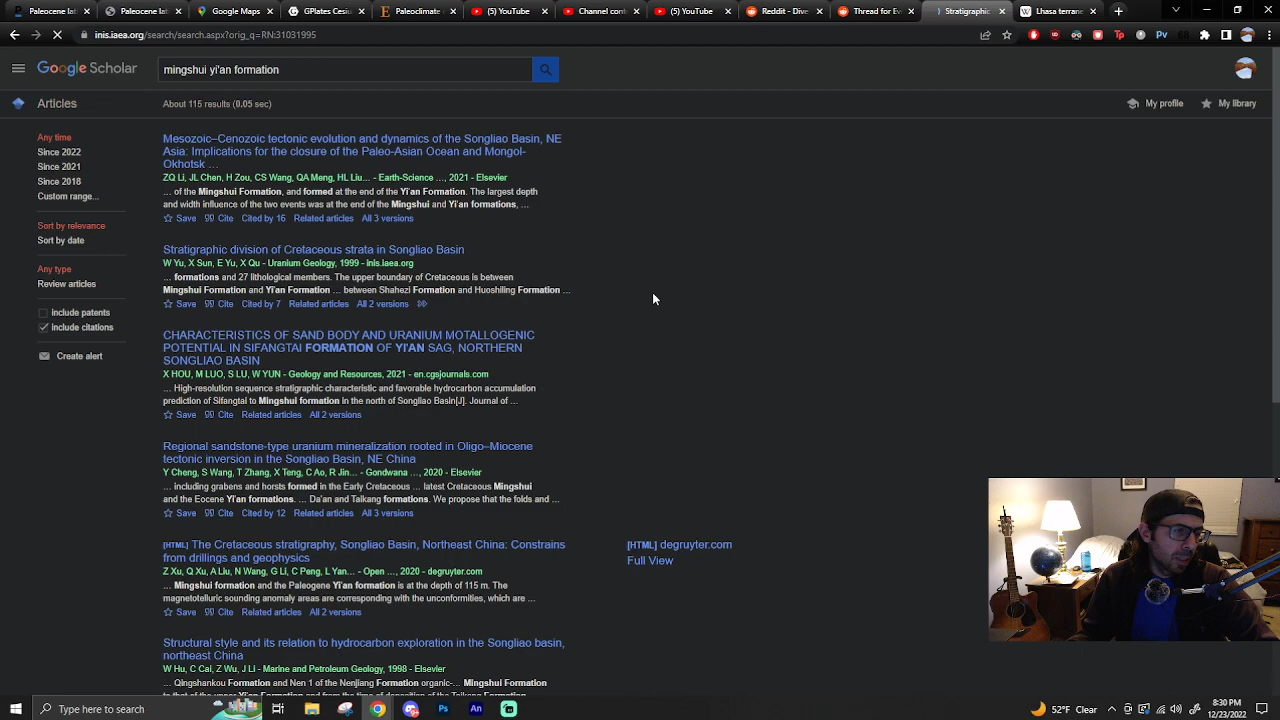 Paleocene lat
Paleocene lab
Google Maps
GPlates Cesiu
Paleoclimate
(5) YouTube
Channel cont
(5) YouTube
Reddit - Dive
Thread for Ev
Stratigraphic
Lhasa terrane
inis.iaea.org/search/search.aspx?orig_q=RN:31031995
Google Scholar
mingshui yi'an formation
Articles
About 115 results (0.05 sec)
My profile
My library
Any time
Since 2022
Since 2021
Since 2018
Custom range...
Sort by relevance
Sort by date
Any type
Review articles
include patents
include citations
Create alert
Mesozoic–Cenozoic tectonic evolution and dynamics of the Songliao Basin, NE
Asia: Implications for the closure of the Paleo-Asian Ocean and Mongol-
Okhotsk ...
ZQ Li, JL Chen, H Zou, CS Wang, QA Meng, HL Liu... - Earth-Science ..., 2021 - Elsevier
... of the Mingshui Formation, and formed at the end of the Yi'an Formation. The largest depth
and width influence of the two events was at the end of the Mingshui and Yi'an formations, ...
Save Cite Cited by 16 Related articles All 3 versions
Stratigraphic division of Cretaceous strata in Songliao Basin
W Yu, X Sun, E Yu, X Qu - Uranium Geology, 1999 - inis.iaea.org
... formations and 27 lithological members. The upper boundary of Cretaceous is between
Mingshui Formation and Yi'an Formation ... between Shahezi Formation and Huoshiling Formation ...
Save Cite Cited by 7 Related articles All 2 versions
CHARACTERISTICS OF SAND BODY AND URANIUM MOTALLOGENIC
POTENTIAL IN SIFANGTAI FORMATION OF YI'AN SAG, NORTHERN
SONGLIAO BASIN
X HOU, M LUO, S LU, W YUN - Geology and Resources, 2021 - en.cgsjournals.com
... High-resolution sequence stratigraphic characteristic and favorable hydrocarbon accumulation
prediction of Sifangtai to Mingshui formation in the north of Songliao Basin[J]. Journal of ...
Save Cite Related articles All 2 versions
Regional sandstone-type uranium mineralization rooted in Oligo–Miocene
tectonic inversion in the Songliao Basin, NE China
Y Cheng, S Wang, T Zhang, X Teng, C Ao, R Jin... - Gondwana ..., 2020 - Elsevier
... including grabens and horsts formed in the Early Cretaceous ... latest Cretaceous Mingshui
and the Eocene Yi'an formations. ... Da'an and Taikang formations. We propose that the folds and ...
Save Cite Cited by 12 Related articles All 3 versions
[HTML] The Cretaceous stratigraphy, Songliao Basin, Northeast China: Constrains
from drillings and geophysics
Z Xu, Q Xu, A Liu, N Wang, G Li, C Peng, L Yan... - Open ..., 2020 - degruyter.com
... Mingshui formation and the Paleogene Yi'an formation is at the depth of 115 m. The
magnetotelluric sounding anomaly areas are corresponding with the unconformities, which are ...
Save Cite Related articles All 2 versions
[HTML] degruyter.com
Full View
Structural style and its relation to hydrocarbon exploration in the Songliao basin,
northeast China
W Hu, C Cai, Z Wu, J Li - Marine and Petroleum Geology, 1998 - Elsevier
Qingshankou Formation and Nen 1 of the Nenjiang Formation organic-... Mingshui Formation
Type here to search
52°F Clear
8:30 PM
12/23/2022